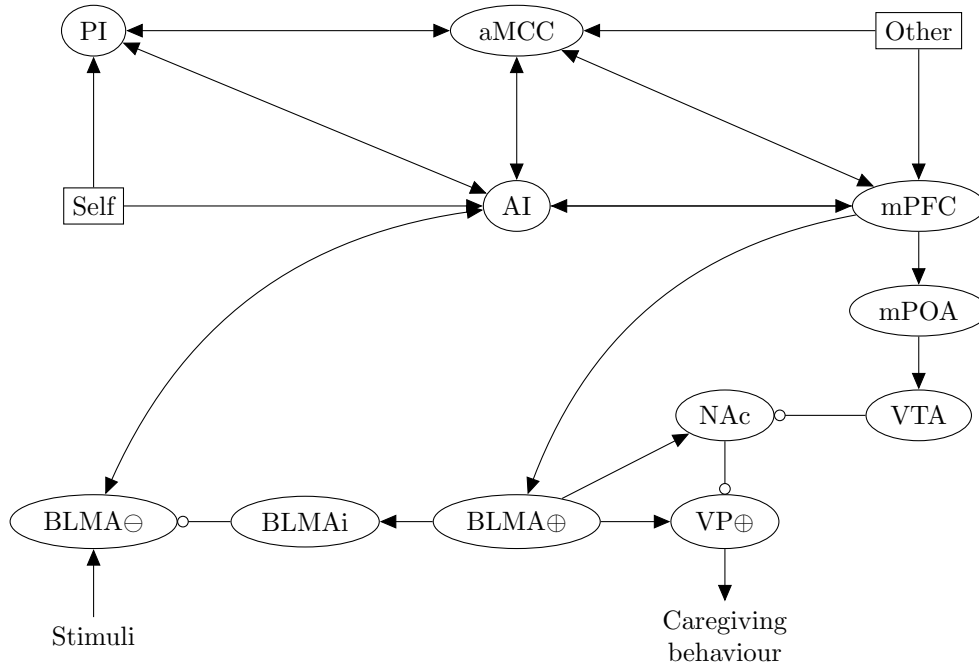 PI
aMCC
Other
Self
AI
mPFC
mPOA
NAc
VTA
BLMA⊖
BLMAi
BLMA⊕
VP⊕
Stimuli
Caregiving
behaviour